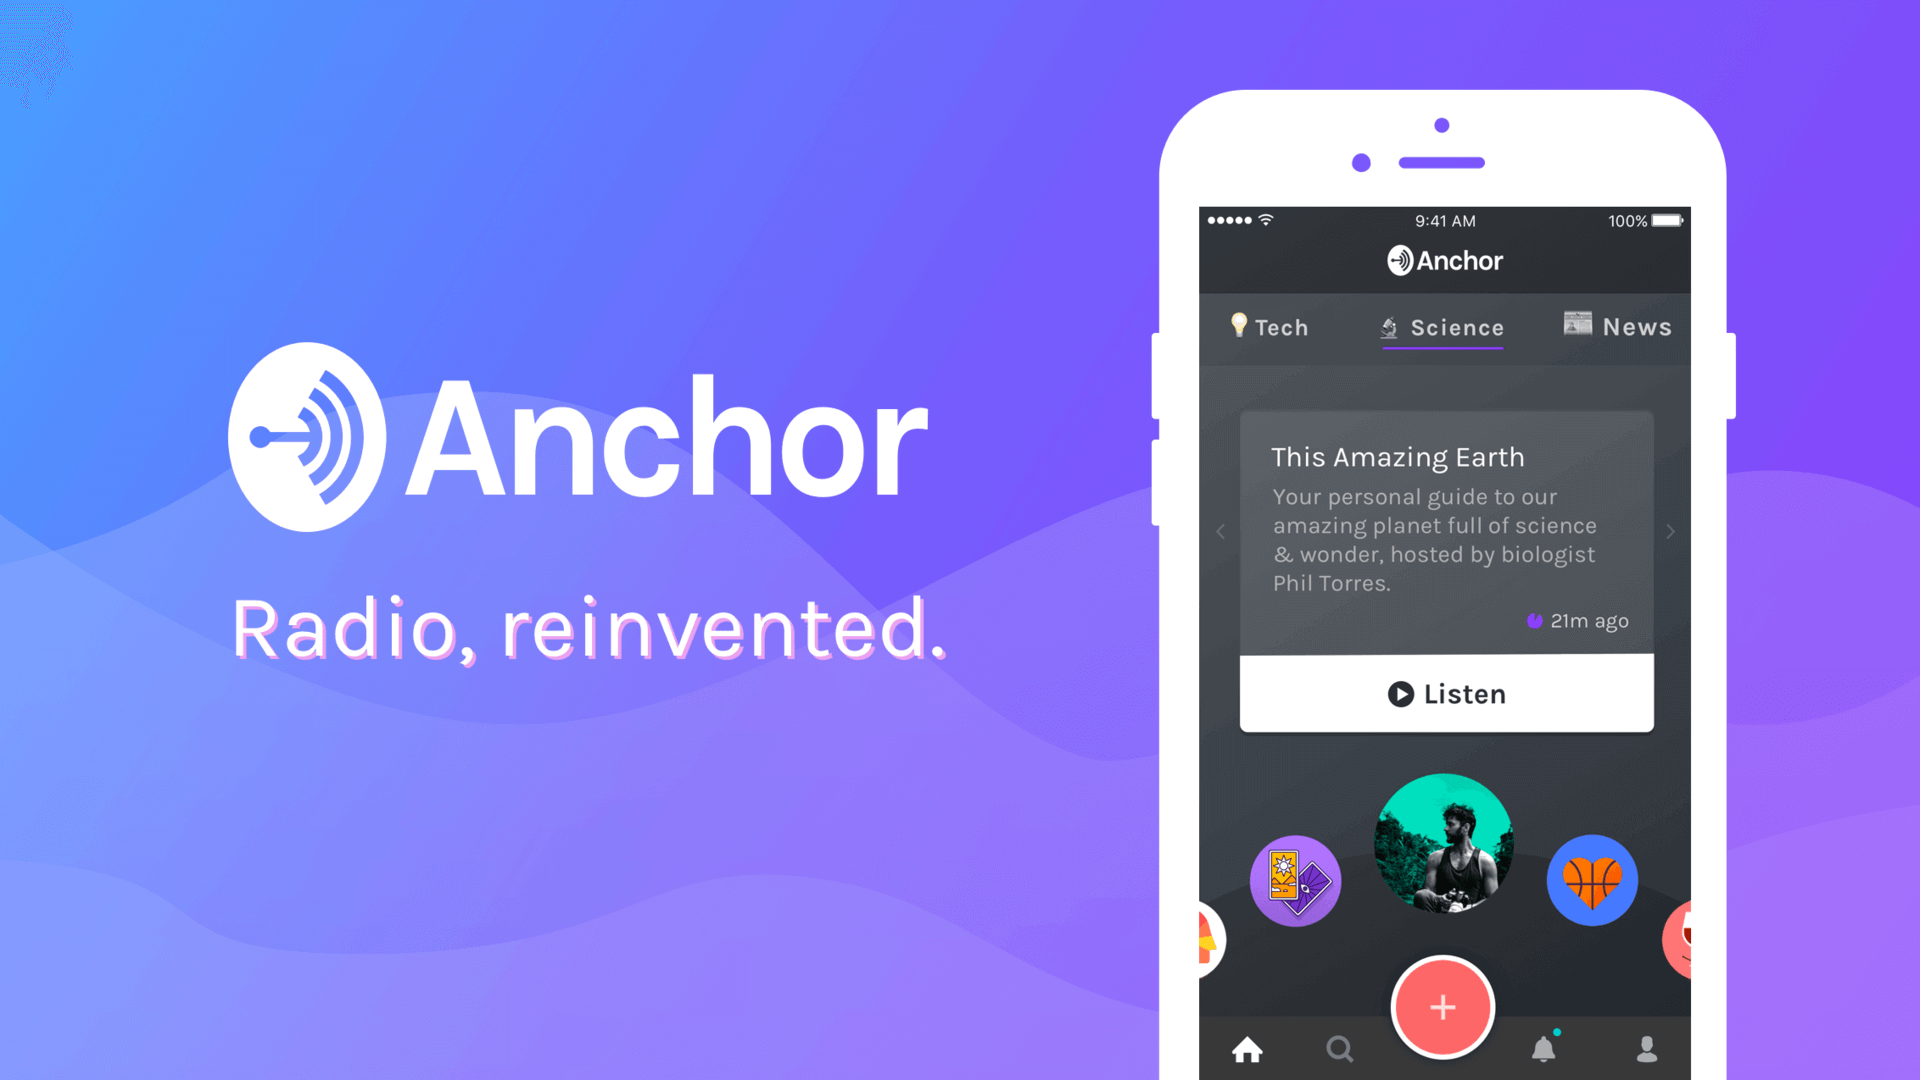 Anchor
Radio, reinvented.
9:41 AM
100%
Anchor
Tech
Science
News
This Amazing Earth
Your personal guide to our
amazing planet full of science
& wonder, hosted by biologist
Phil Torres.
21m ago
Listen
+